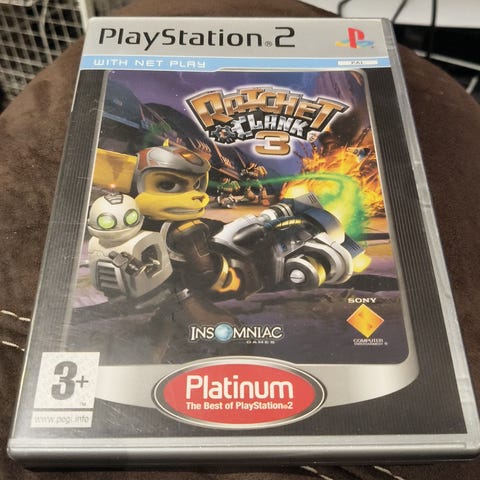 PlayStation®2
WITH NET PLAY
PAL
RATCHET
CLANK
3
SONY
COMPUTER
ENTERTAINMENT
INSOMNIAC
GAMES
3+
www.pegi.info
Platinum
The Best of PlayStation®2